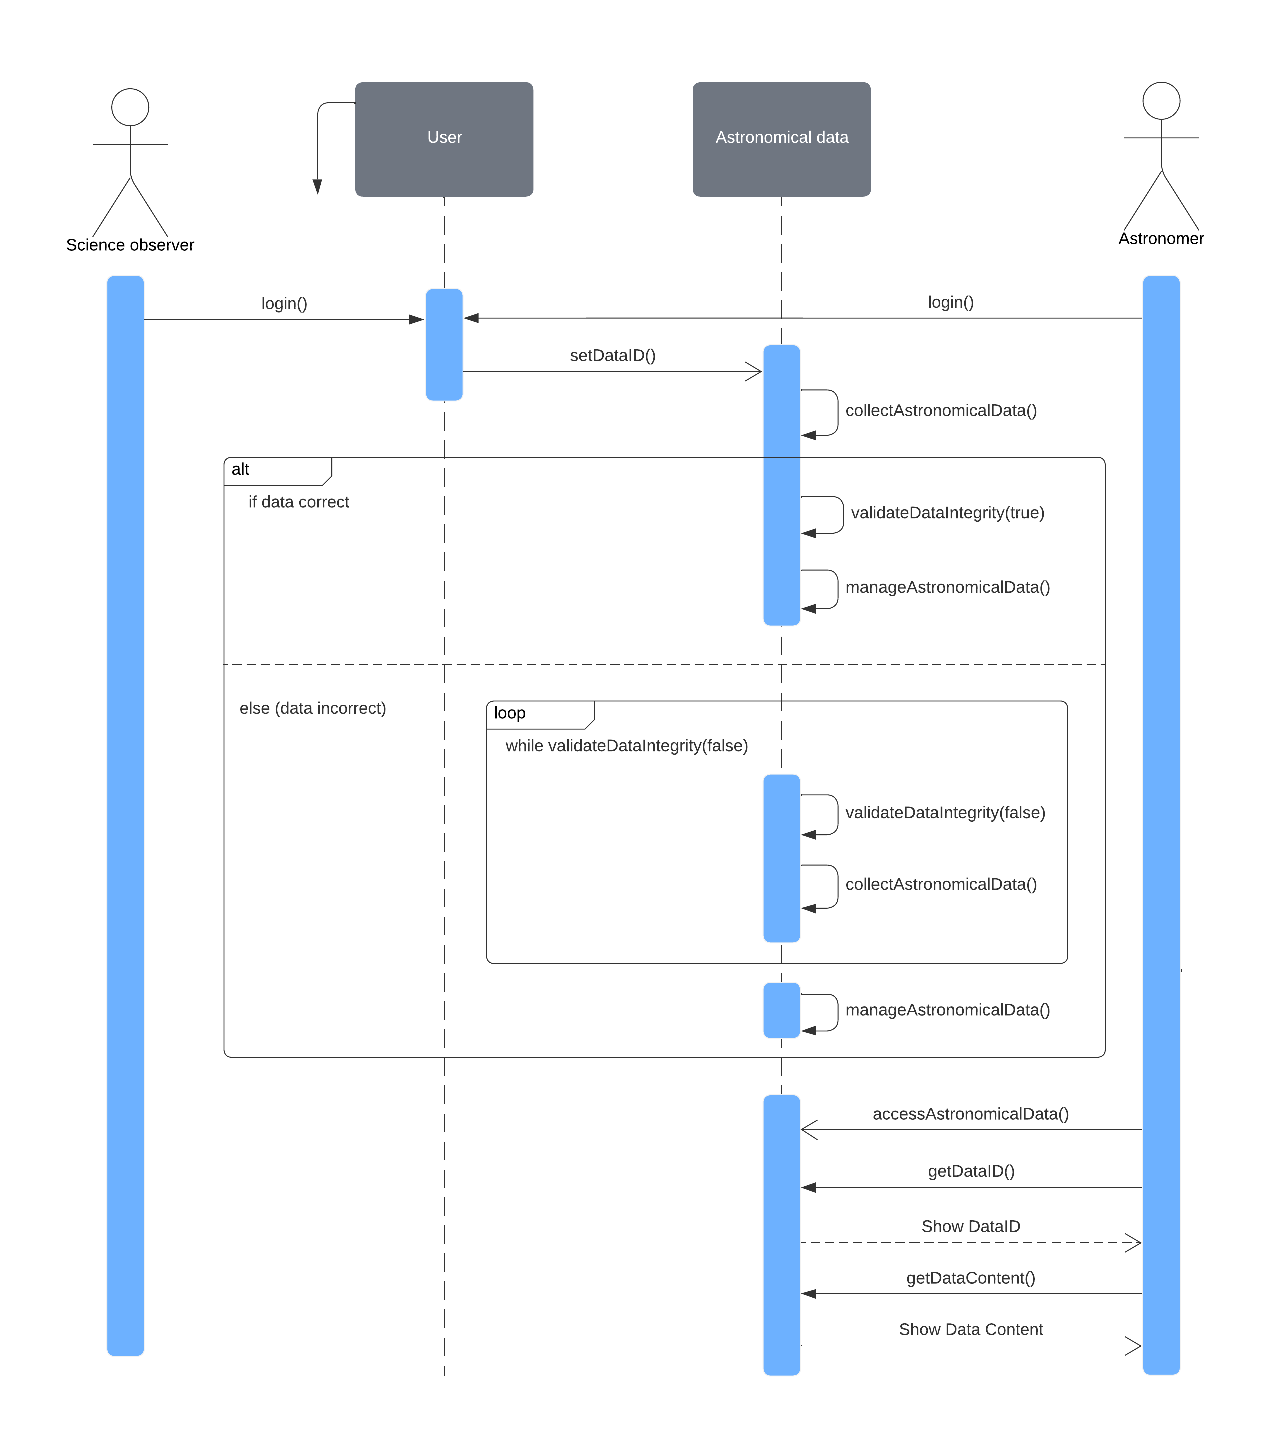 User
Astronomical data
Science observer
Astronomer
login()
login()
setDataID()
collectAstronomicalData()
alt
if data correct
validateDataIntegrity(true)
manageAstronomicalData()
else (data incorrect)
loop
while validateDataIntegrity(false)
validateDataIntegrity(false)
collectAstronomicalData()
manageAstronomicalData()
accessAstronomicalData()
getDataID()
Show DataID
getDataContent()
Show Data Content